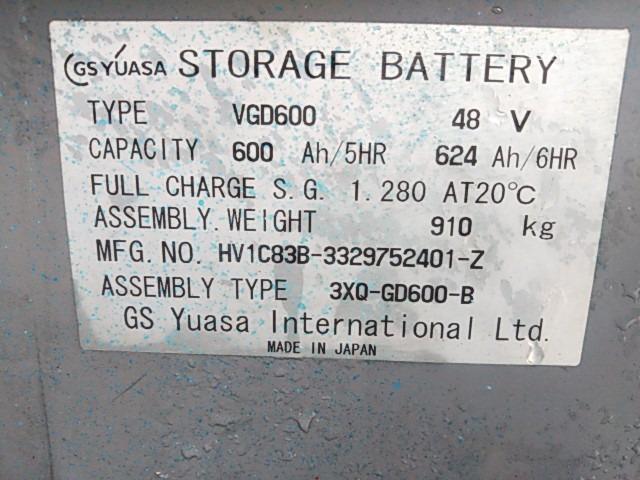 GS YUASA STORAGE BATTERY
TYPE VGD600 48 V
CAPACITY 600 Ah/5HR 624 Ah/6HR
FULL CHARGE S.G. 1.280 AT20°C
ASSEMBLY.WEIGHT 910 kg
MFG.NO. HV1C83B-3329752401-Z
ASSEMBLY TYPE 3XQ-GD600-B
GS Yuasa International Ltd.
MADE IN JAPAN